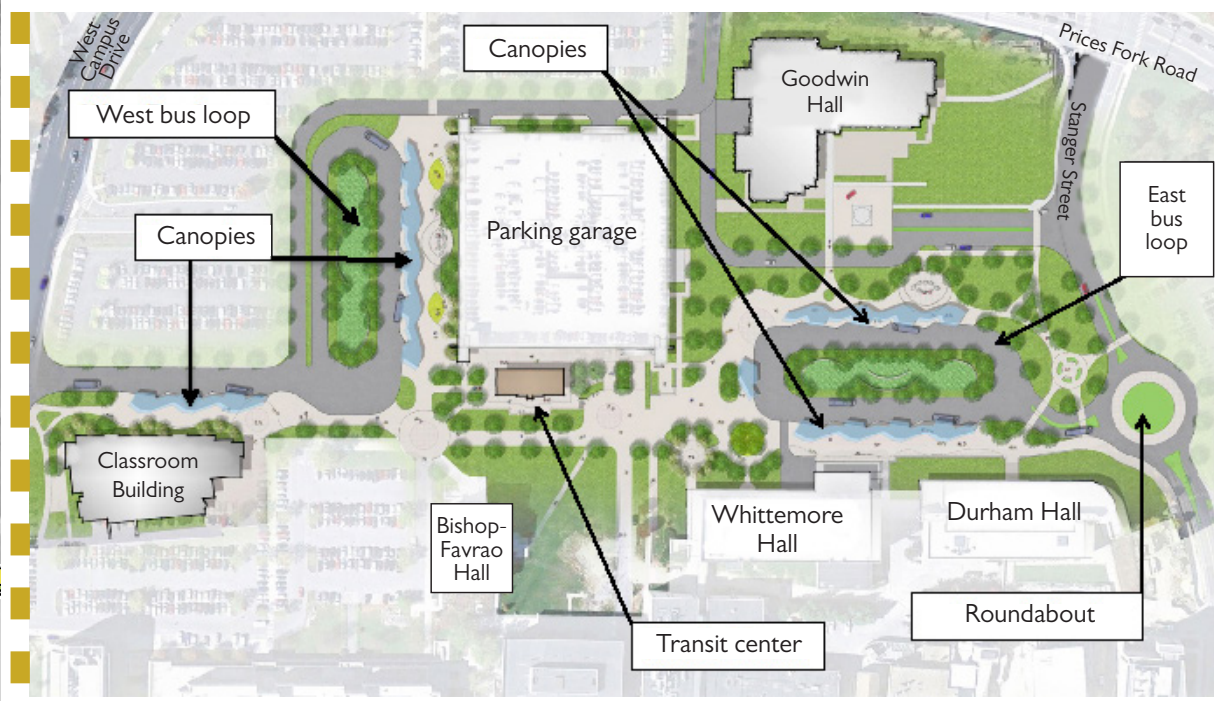 West
Campus
Drive
Canopies
Prices Fork Road
Goodwin
Hall
Stanger Street
West bus loop
East
bus
loop
Canopies
Parking garage
Classroom
Building
Bishop-
Favrao
Hall
Whittemore
Hall
Durham Hall
Roundabout
Transit center